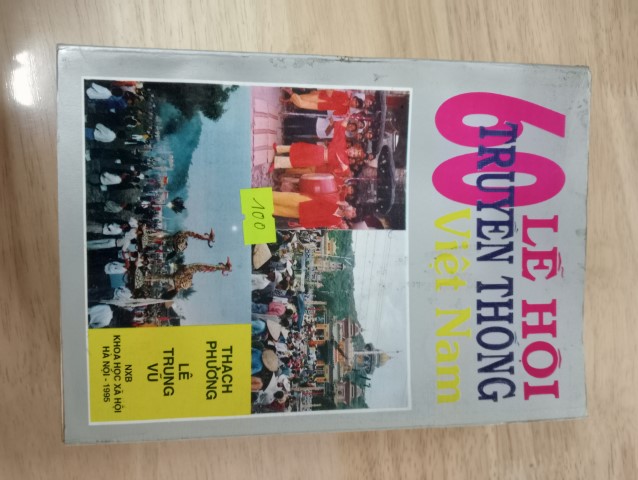 60 LỄ HỘI
TRUYỀN THỐNG
Việt Nam
100
THẠCH
PHƯƠNG
LÊ
TRUNG
VŨ
NXB
KHOA HỌC XÃ HỘI
HÀ NỘI - 1995